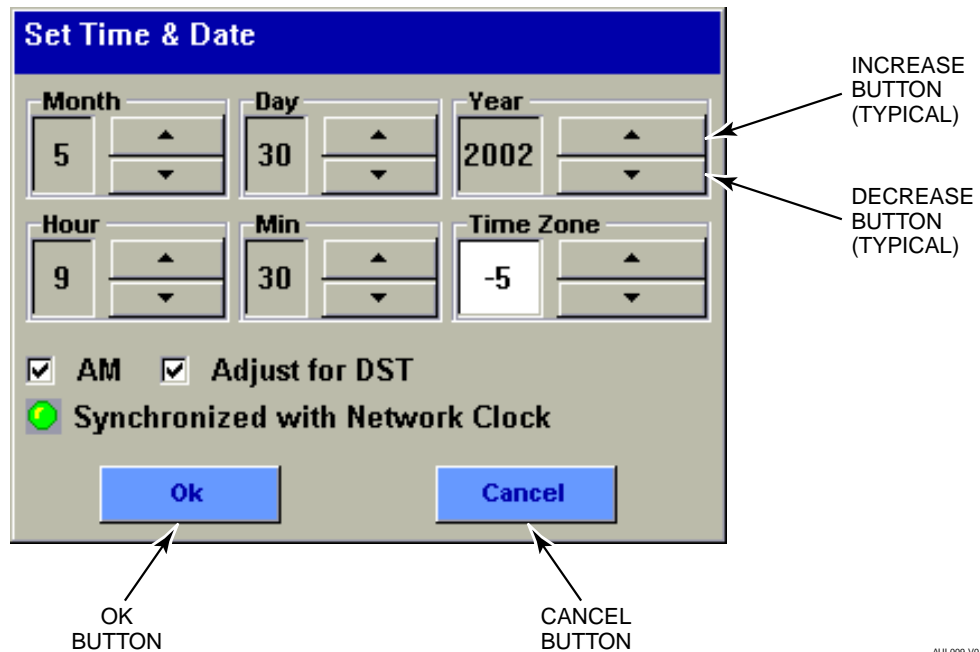 Set Time & Date
Month Day Year
5 30 2002
Hour Min Time Zone
9 30 -5
AM Adjust for DST
Synchronized with Network Clock
Ok Cancel
INCREASE
BUTTON
(TYPICAL)
DECREASE
BUTTON
(TYPICAL)
OK
BUTTON
CANCEL
BUTTON